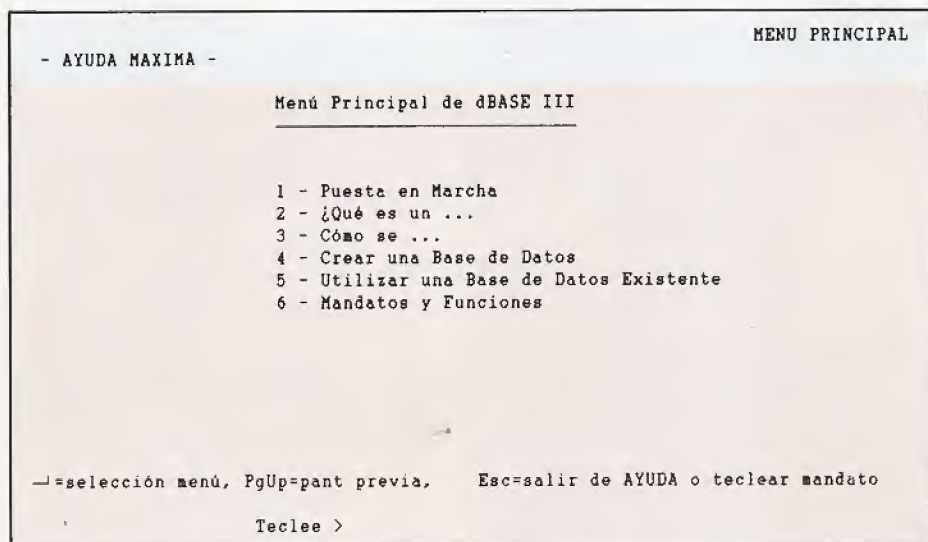 MENU PRINCIPAL
- AYUDA MAXIMA -
Menú Principal de dBASE III
1 - Puesta en Marcha
2 - ¿Qué es un ...
3 - Cómo se ...
4 - Crear una Base de Datos
5 - Utilizar una Base de Datos Existente
6 - Mandatos y Funciones
┘=selección menú, PgUp=pant previa, Esc=salir de AYUDA o teclear mandato
Teclee >